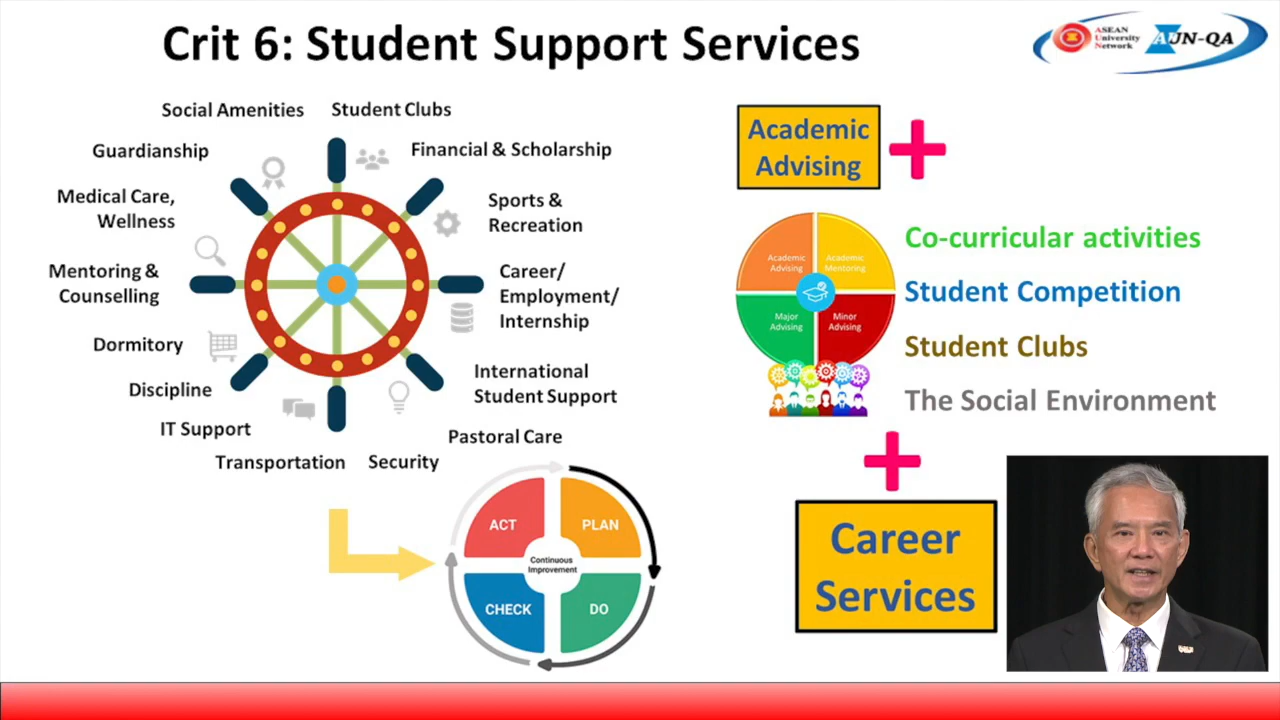 Crit 6: Student Support Services
ASEAN
University
Network
AUN-QA
Social Amenities
Student Clubs
Guardianship
Financial & Scholarship
Medical Care,
Wellness
Sports &
Recreation
Mentoring &
Counselling
Career/
Employment/
Internship
Dormitory
Discipline
International
Student Support
IT Support
Pastoral Care
Transportation
Security
ACT
PLAN
Continuous
Improvement
CHECK
DO
Academic
Advising
Academic
Advising
Academic
Mentoring
Major
Advising
Minor
Advising
Co-curricular activities
Student Competition
Student Clubs
The Social Environment
Career
Services